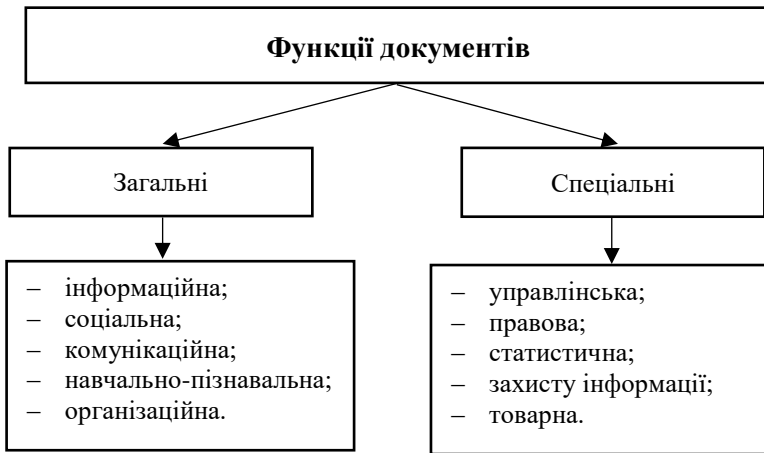 Функції документів
Загальні
Спеціальні
– інформаційна;
– соціальна;
– комунікаційна;
– навчально-пізнавальна;
– організаційна.
– управлінська;
– правова;
– статистична;
– захисту інформації;
– товарна.